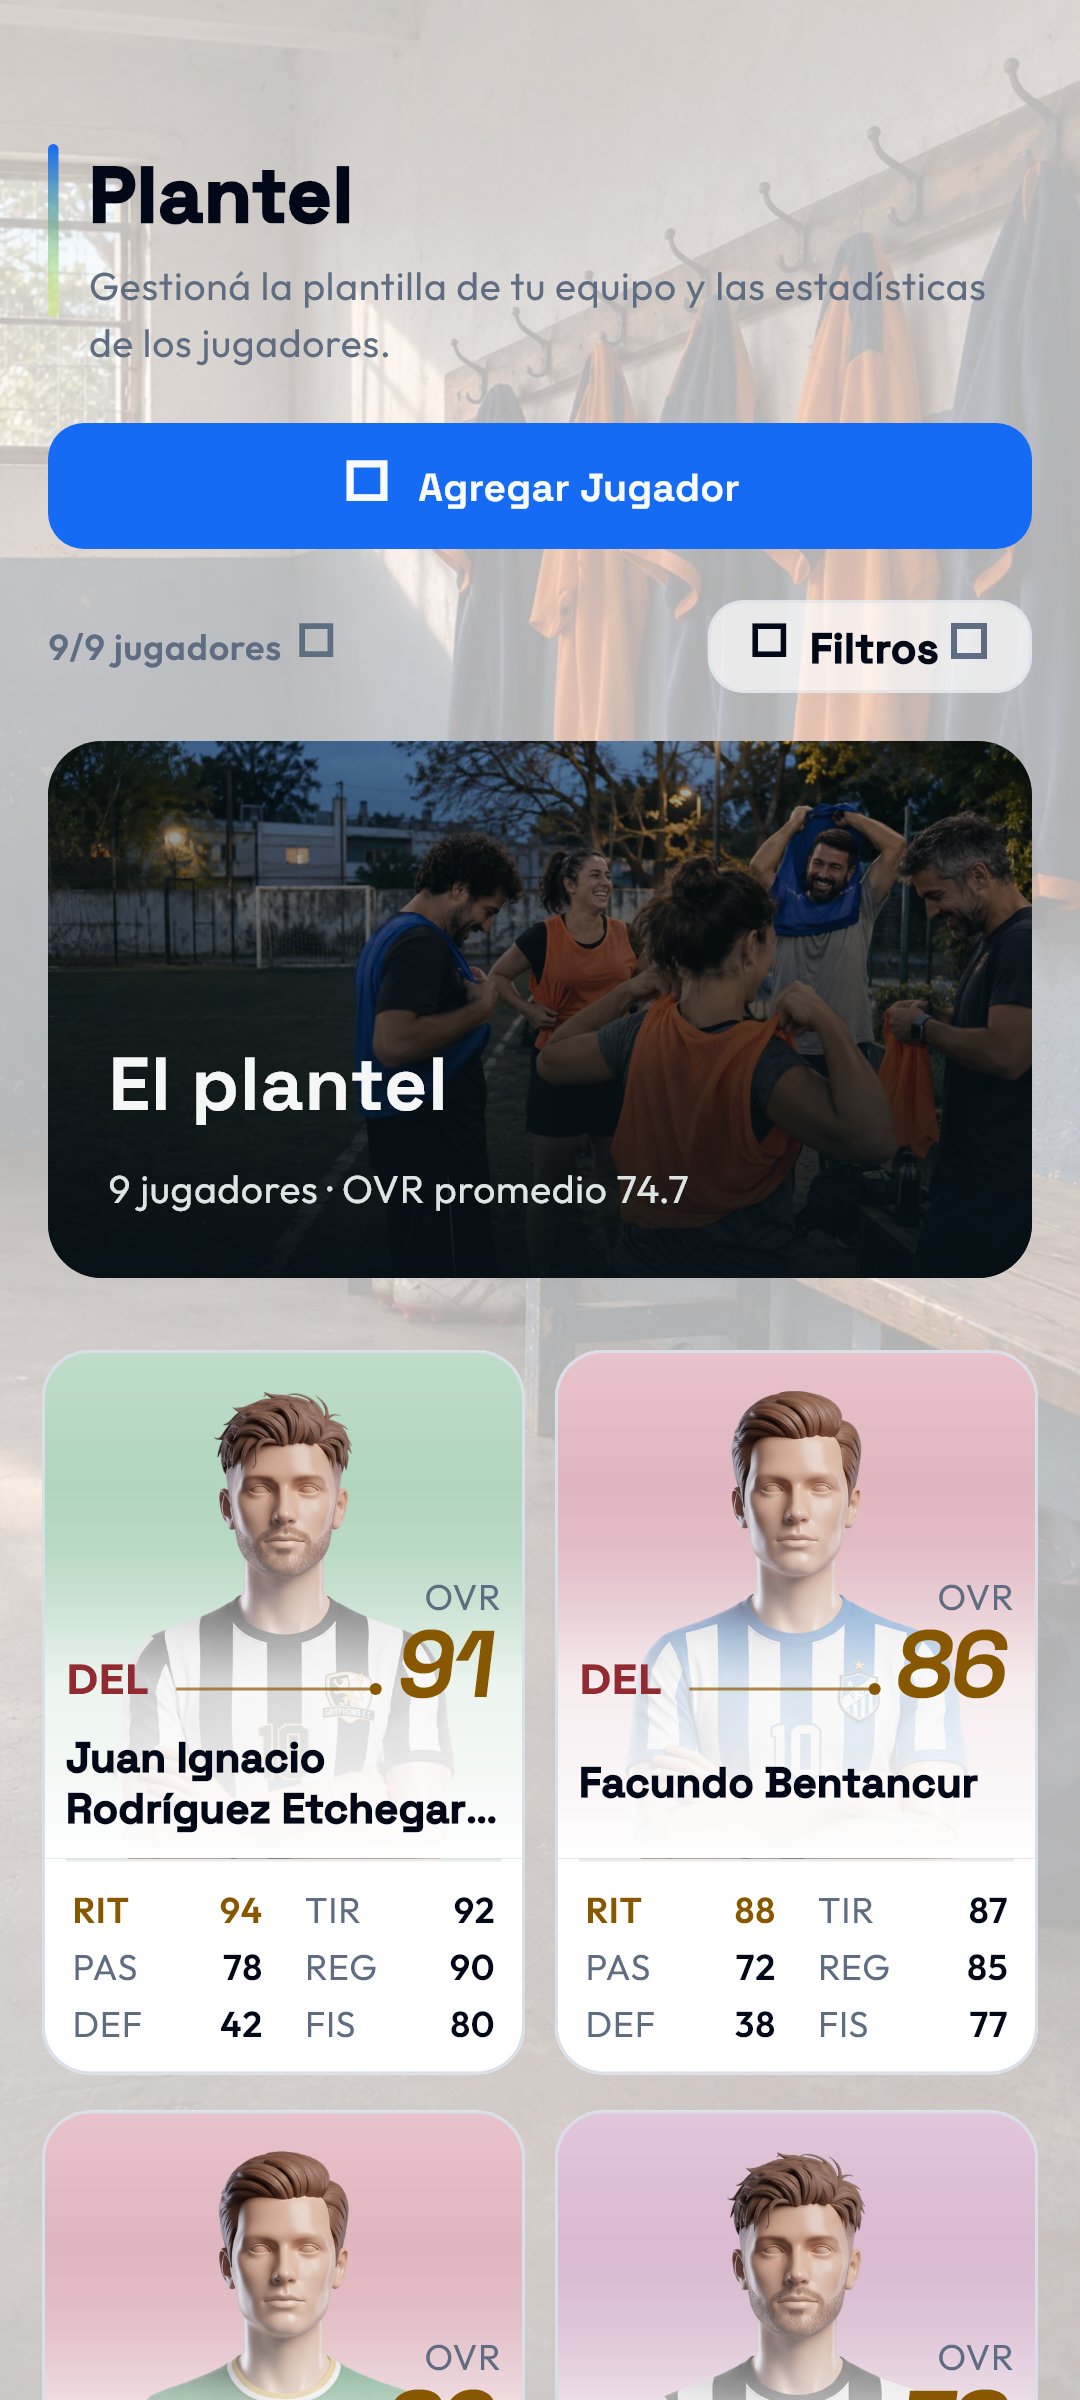 Plantel
Gestioná la plantilla de tu equipo y las estadísticas
de los jugadores.
Agregar Jugador
9/9 jugadores
Filtros
El plantel
9 jugadores · OVR promedio 74.7
OVR
DEL 91
10
GRYPHONS F.C.
Juan Ignacio
Rodríguez Etchegar...
RIT 94 TIR 92
PAS 78 REG 90
DEF 42 FIS 80
OVR
DEL 86
10
Facundo Bentancur
RIT 88 TIR 87
PAS 72 REG 85
DEF 38 FIS 77
OVR
OVR